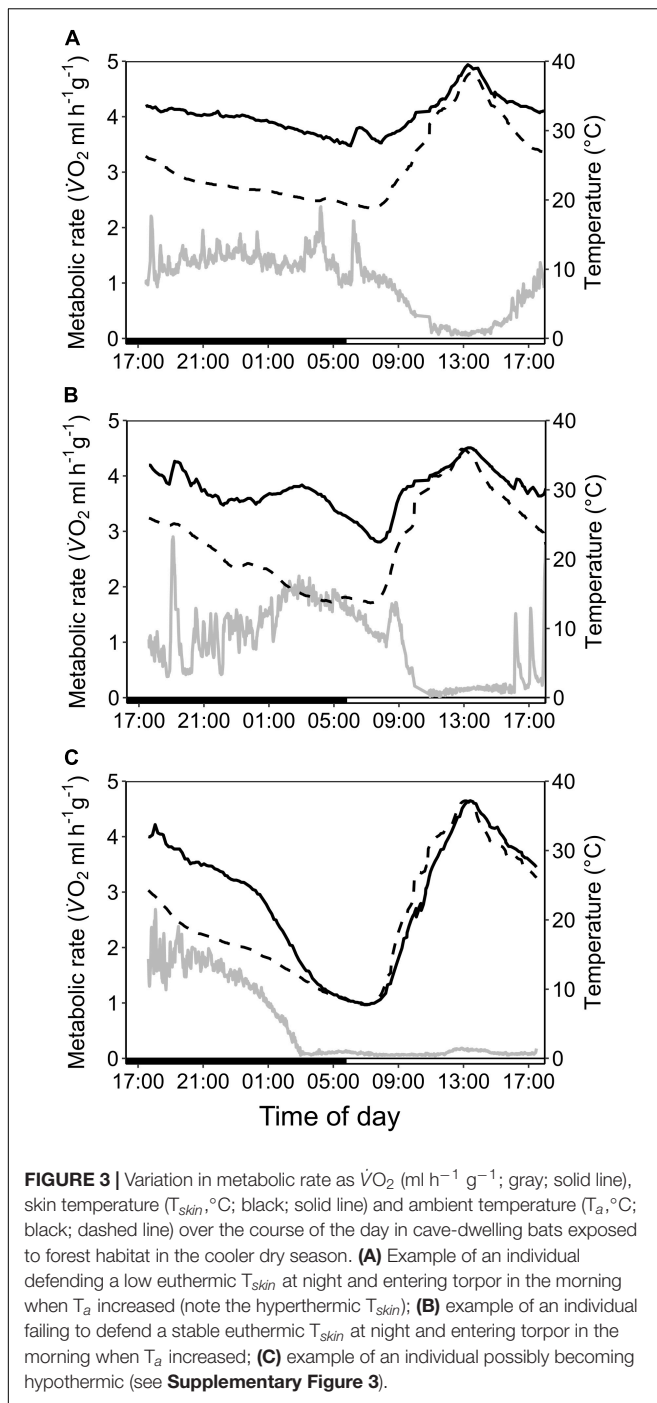 A
Metabolic rate (V̇O2 ml h-1g-1)
5
4
3
2
1
0
40
30
20
10
0
Temperature (°C)
17:00 21:00 01:00 05:00 09:00 13:00 17:00
B
Metabolic rate (V̇O2 ml h-1g-1)
5
4
3
2
1
0
40
30
20
10
0
Temperature (°C)
17:00 21:00 01:00 05:00 09:00 13:00 17:00
C
Metabolic rate (V̇O2 ml h-1g-1)
5
4
3
2
1
0
40
30
20
10
0
Temperature (°C)
17:00 21:00 01:00 05:00 09:00 13:00 17:00
Time of day
FIGURE 3 | Variation in metabolic rate as V̇O2 (ml h−1 g−1; gray; solid line),
skin temperature (Tskin,°C; black; solid line) and ambient temperature (Ta,°C;
black; dashed line) over the course of the day in cave-dwelling bats exposed
to forest habitat in the cooler dry season. (A) Example of an individual
defending a low euthermic Tskin at night and entering torpor in the morning
when Ta increased (note the hyperthermic Tskin); (B) example of an individual
failing to defend a stable euthermic Tskin at night and entering torpor in the
morning when Ta increased; (C) example of an individual possibly becoming
hypothermic (see Supplementary Figure 3).